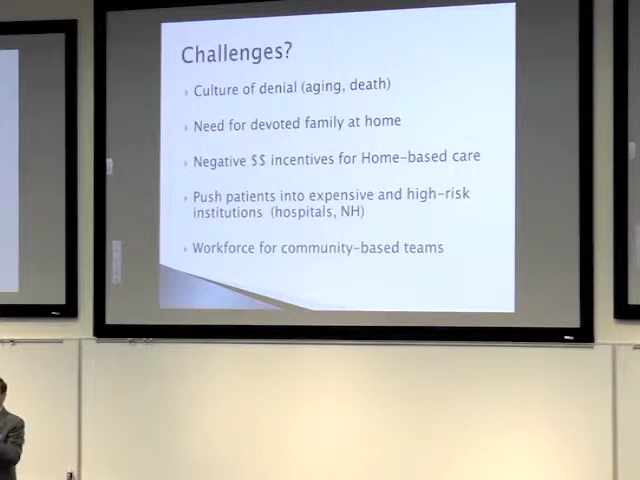 Challenges?
Culture of denial (aging, death)
Need for devoted family at home
Negative $$ incentives for Home-based care
Push patients into expensive and high-risk
institutions (hospitals, NH)
Workforce for community-based teams